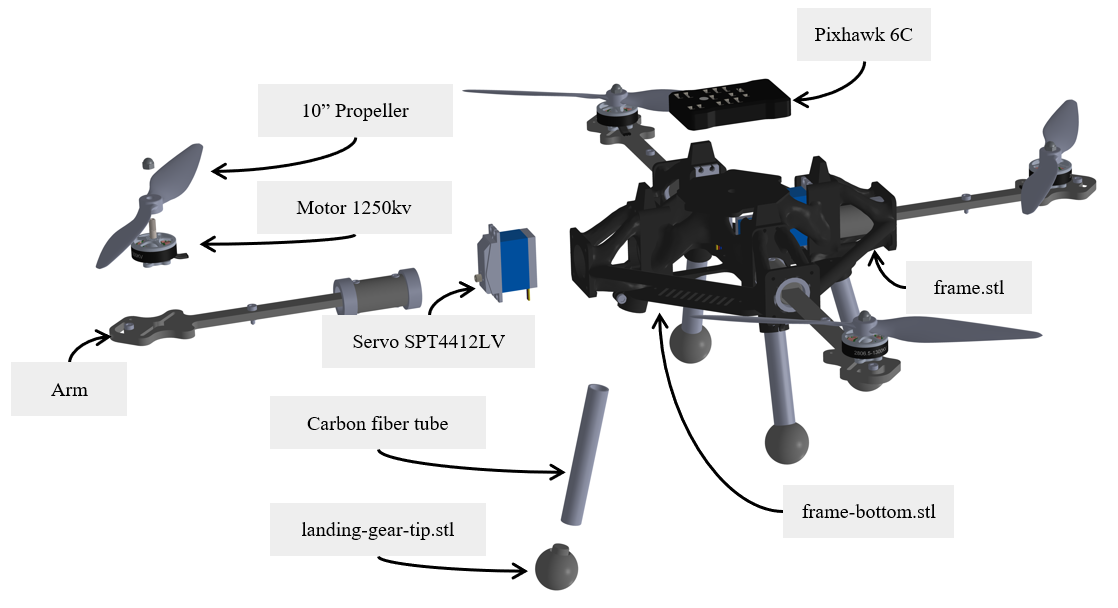 Pixhawk 6C
10” Propeller
Motor 1250kv
frame.stl
Servo SPT4412LV
Arm
Carbon fiber tube
frame-bottom.stl
landing-gear-tip.stl